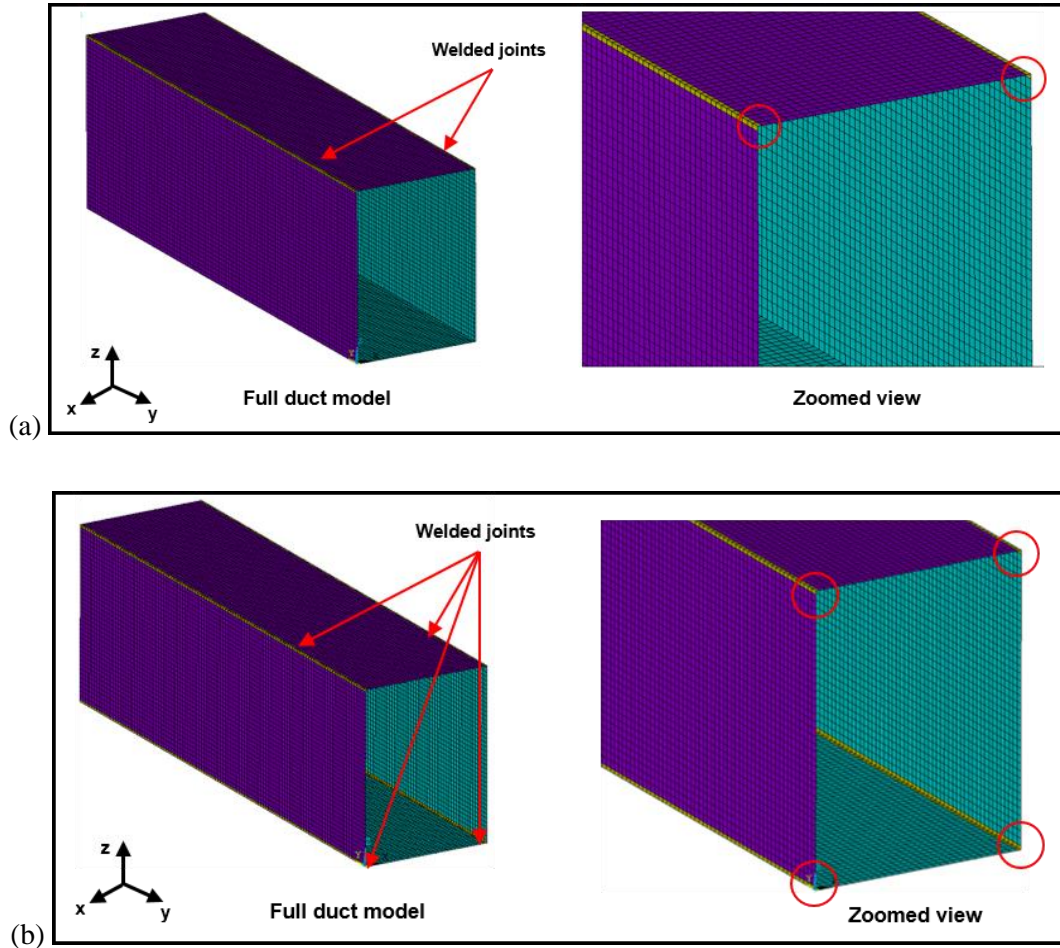 Welded joints
z
x
y
Full duct model
Zoomed view
(a)
Welded joints
z
x
y
Full duct model
Zoomed view
(b)